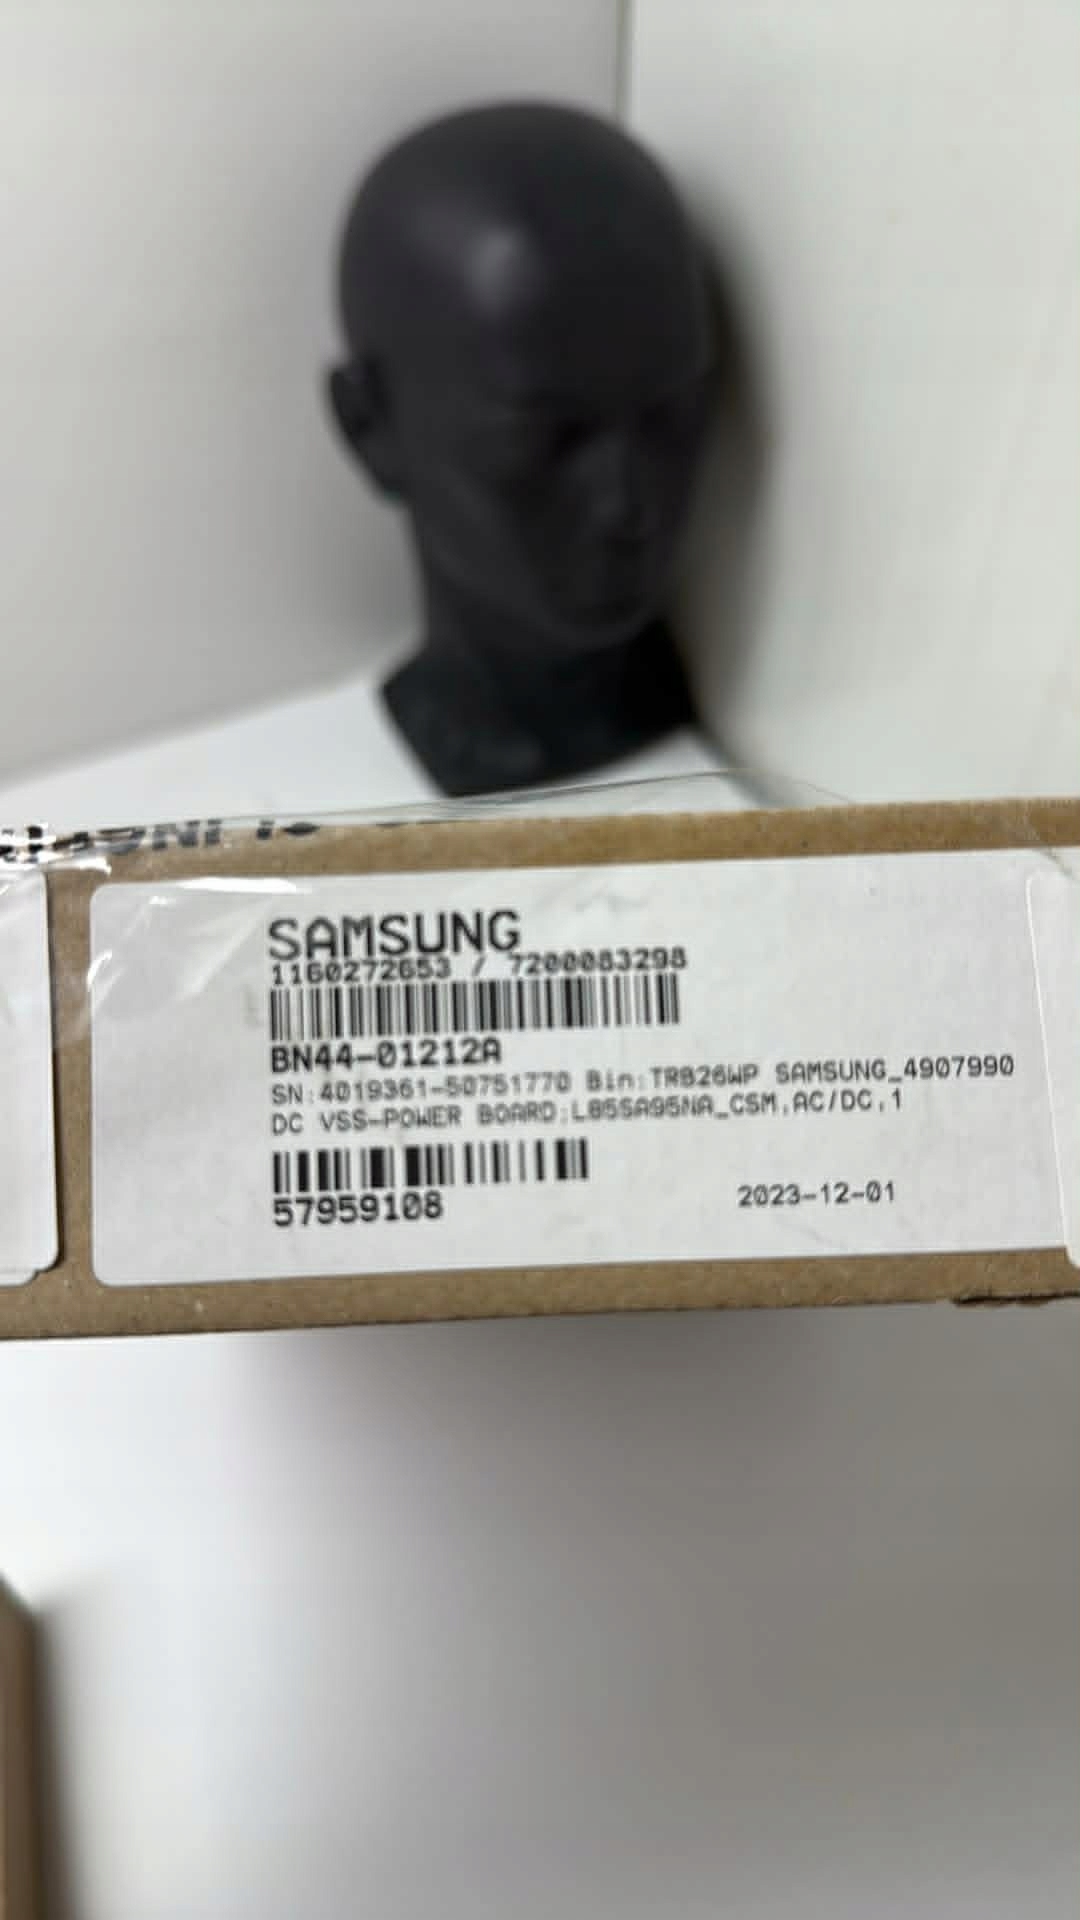 SAMSUNG
1160272653 / 7200083298
BN44-01212A
SN:4019361-50751770 Bin:TRB26WP SAMSUNG_4907990
DC VSS-POWER BOARD;L85SA95NA_CSM,AC/DC,1
57959108
2023-12-01